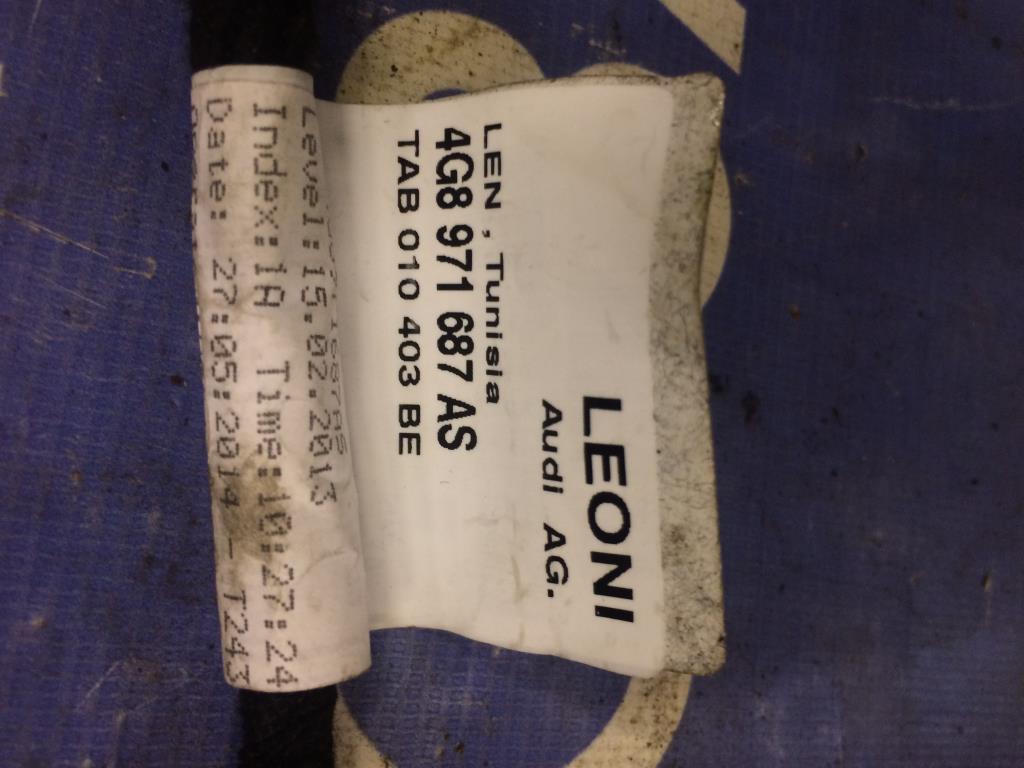 LEONI
Audi AG.
LEN, Tunisia
4G8 971 687 AS
TAB 010 403 BE
Level:15.02.2013
Index:1A Time:10:27:24
Date: 27:05:2014 - T243